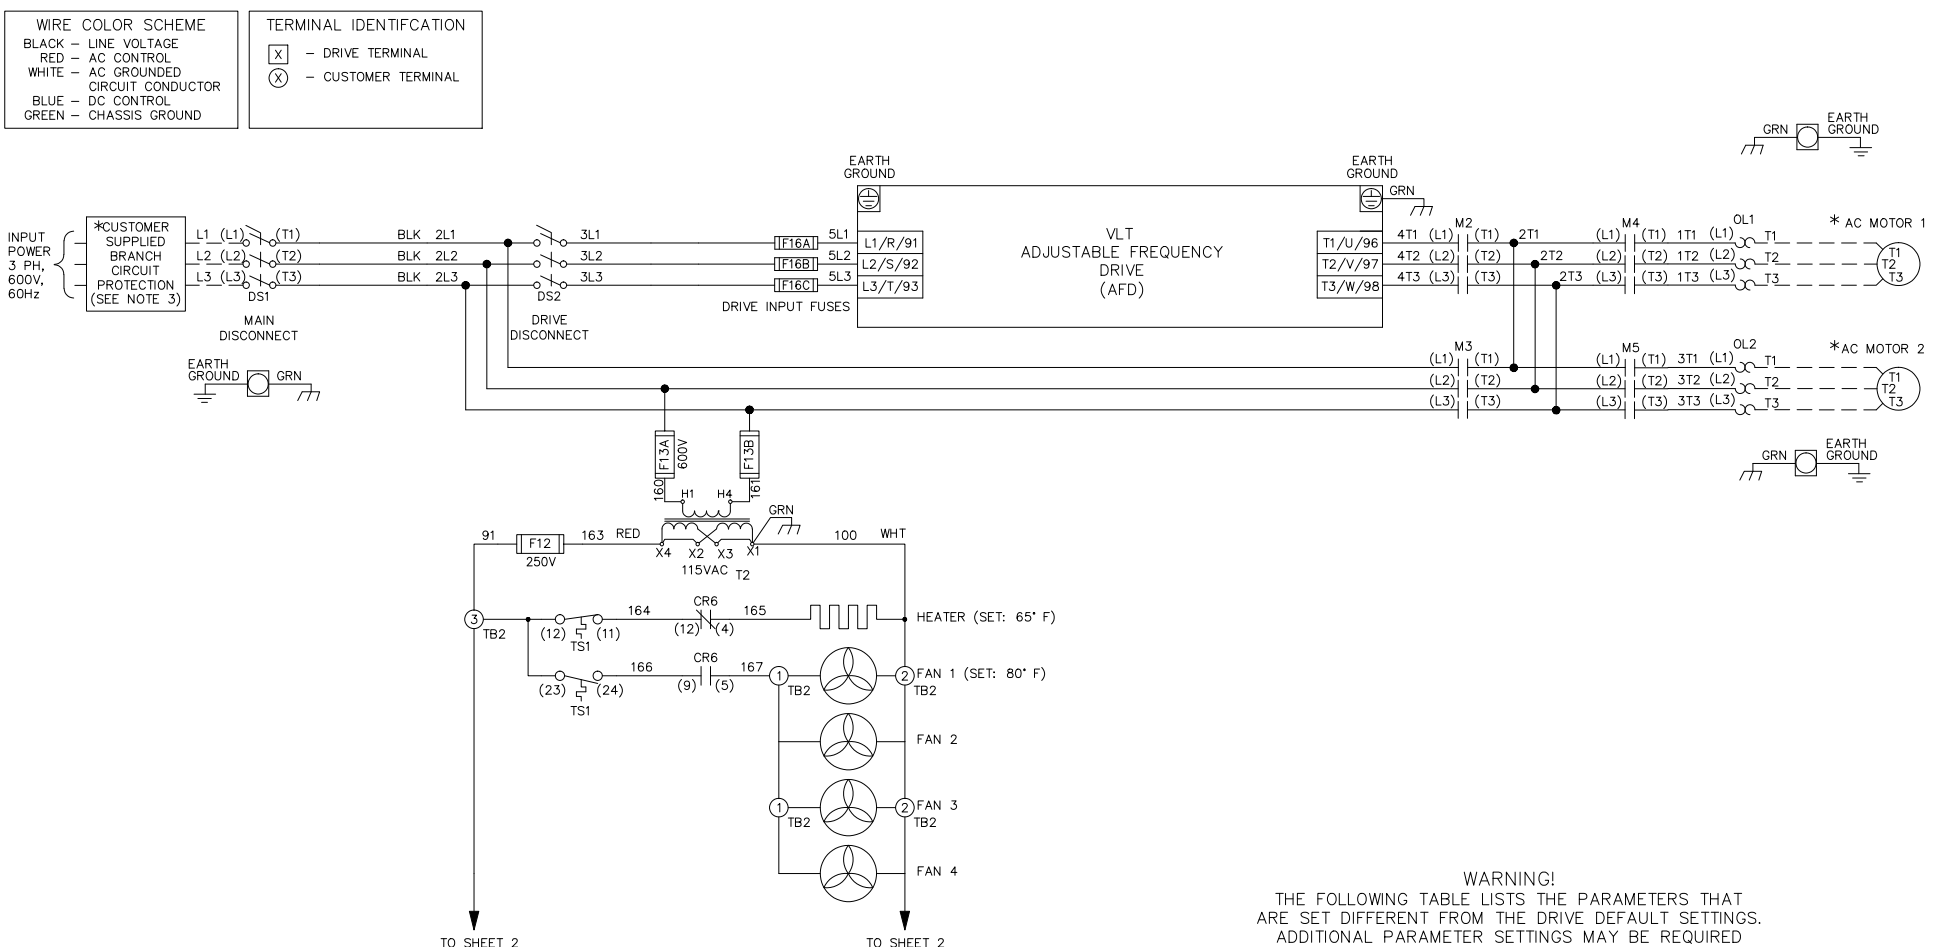 WIRE COLOR SCHEME
BLACK – LINE VOLTAGE
RED – AC CONTROL
WHITE – AC GROUNDED
CIRCUIT CONDUCTOR
BLUE – DC CONTROL
GREEN – CHASSIS GROUND
TERMINAL IDENTIFCATION
X – DRIVE TERMINAL
X – CUSTOMER TERMINAL
GRN
EARTH
GROUND
INPUT
POWER
3 PH,
600V,
60Hz
*CUSTOMER
SUPPLIED
BRANCH
CIRCUIT
PROTECTION
(SEE NOTE 3)
L1 (L1) (T1) BLK 2L1 3L1 F16A 5L1 L1/R/91
L2 (L2) (T2) BLK 2L2 3L2 F16B 5L2 L2/S/92
L3 (L3) (T3) BLK 2L3 3L3 F16C 5L3 L3/T/93
DS1
MAIN
DISCONNECT
DS2
DRIVE
DISCONNECT
DRIVE INPUT FUSES
EARTH
GROUND
VLT
ADJUSTABLE FREQUENCY
DRIVE
(AFD)
EARTH
GROUND
GRN
M2 M4 OL1 * AC MOTOR 1
T1/U/96 4T1 (L1) (T1) 2T1 (L1) (T1) 1T1 (L1) T1
T2/V/97 4T2 (L2) (T2) 2T2 (L2) (T2) 1T2 (L2) T2
T3/W/98 4T3 (L3) (T3) 2T3 (L3) (T3) 1T3 (L3) T3
T1
T2
T3
EARTH
GROUND GRN
M3 M5 OL2 *AC MOTOR 2
(L1) (T1) (L1) (T1) 3T1 (L1) T1
(L2) (T2) (L2) (T2) 3T2 (L2) T2
(L3) (T3) (L3) (T3) 3T3 (L3) T3
T1
T2
T3
GRN
EARTH
GROUND
F13A
600V
F13B
160
161
H1 H4
GRN
91 F12 163 RED
250V
X4 X2 X3 X1
100 WHT
115VAC T2
3
TB2
164 CR6 165
(12) (11) (12) (4)
TS1
HEATER (SET: 65° F)
166 CR6 167
(23) (24) (9) (5)
TS1
1 2 FAN 1 (SET: 80° F)
TB2 TB2
FAN 2
1 2 FAN 3
TB2 TB2
FAN 4
TO SHEET 2
TO SHEET 2
WARNING!
THE FOLLOWING TABLE LISTS THE PARAMETERS THAT
ARE SET DIFFERENT FROM THE DRIVE DEFAULT SETTINGS.
ADDITIONAL PARAMETER SETTINGS MAY BE REQUIRED